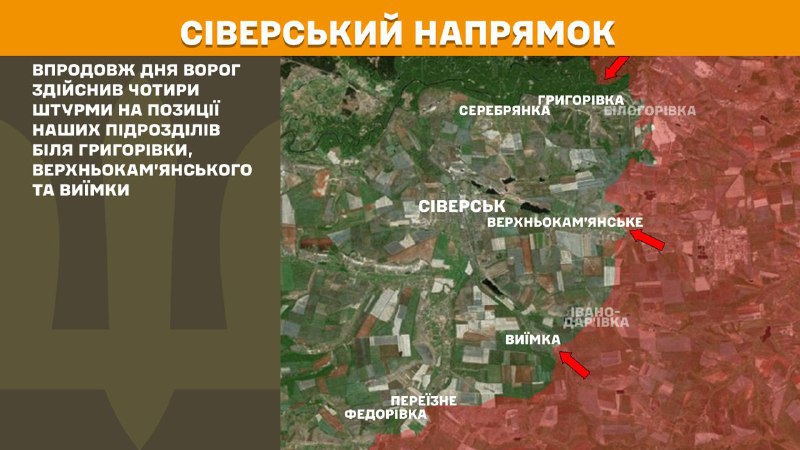 СІВЕРСЬКИЙ НАПРЯМОК
ВПРОДОВЖ ДНЯ ВОРОГ
ЗДІЙСНИВ ЧОТИРИ
ШТУРМИ НА ПОЗИЦІЇ
НАШИХ ПІДРОЗДІЛІВ
БІЛЯ ГРИГОРІВКИ,
ВЕРХНЬОКАМ'ЯНСЬКОГО
ТА ВИЇМКИ
ГРИГОРІВКА
СЕРЕБРЯНКА
БІЛОГОРІВКА
СІВЕРСЬК
ВЕРХНЬОКАМ'ЯНСЬКЕ
ІВАНО-
ДАР'ІВКА
ВИЇМКА
ПЕРЕЇЗНЕ
ФЕДОРІВКА